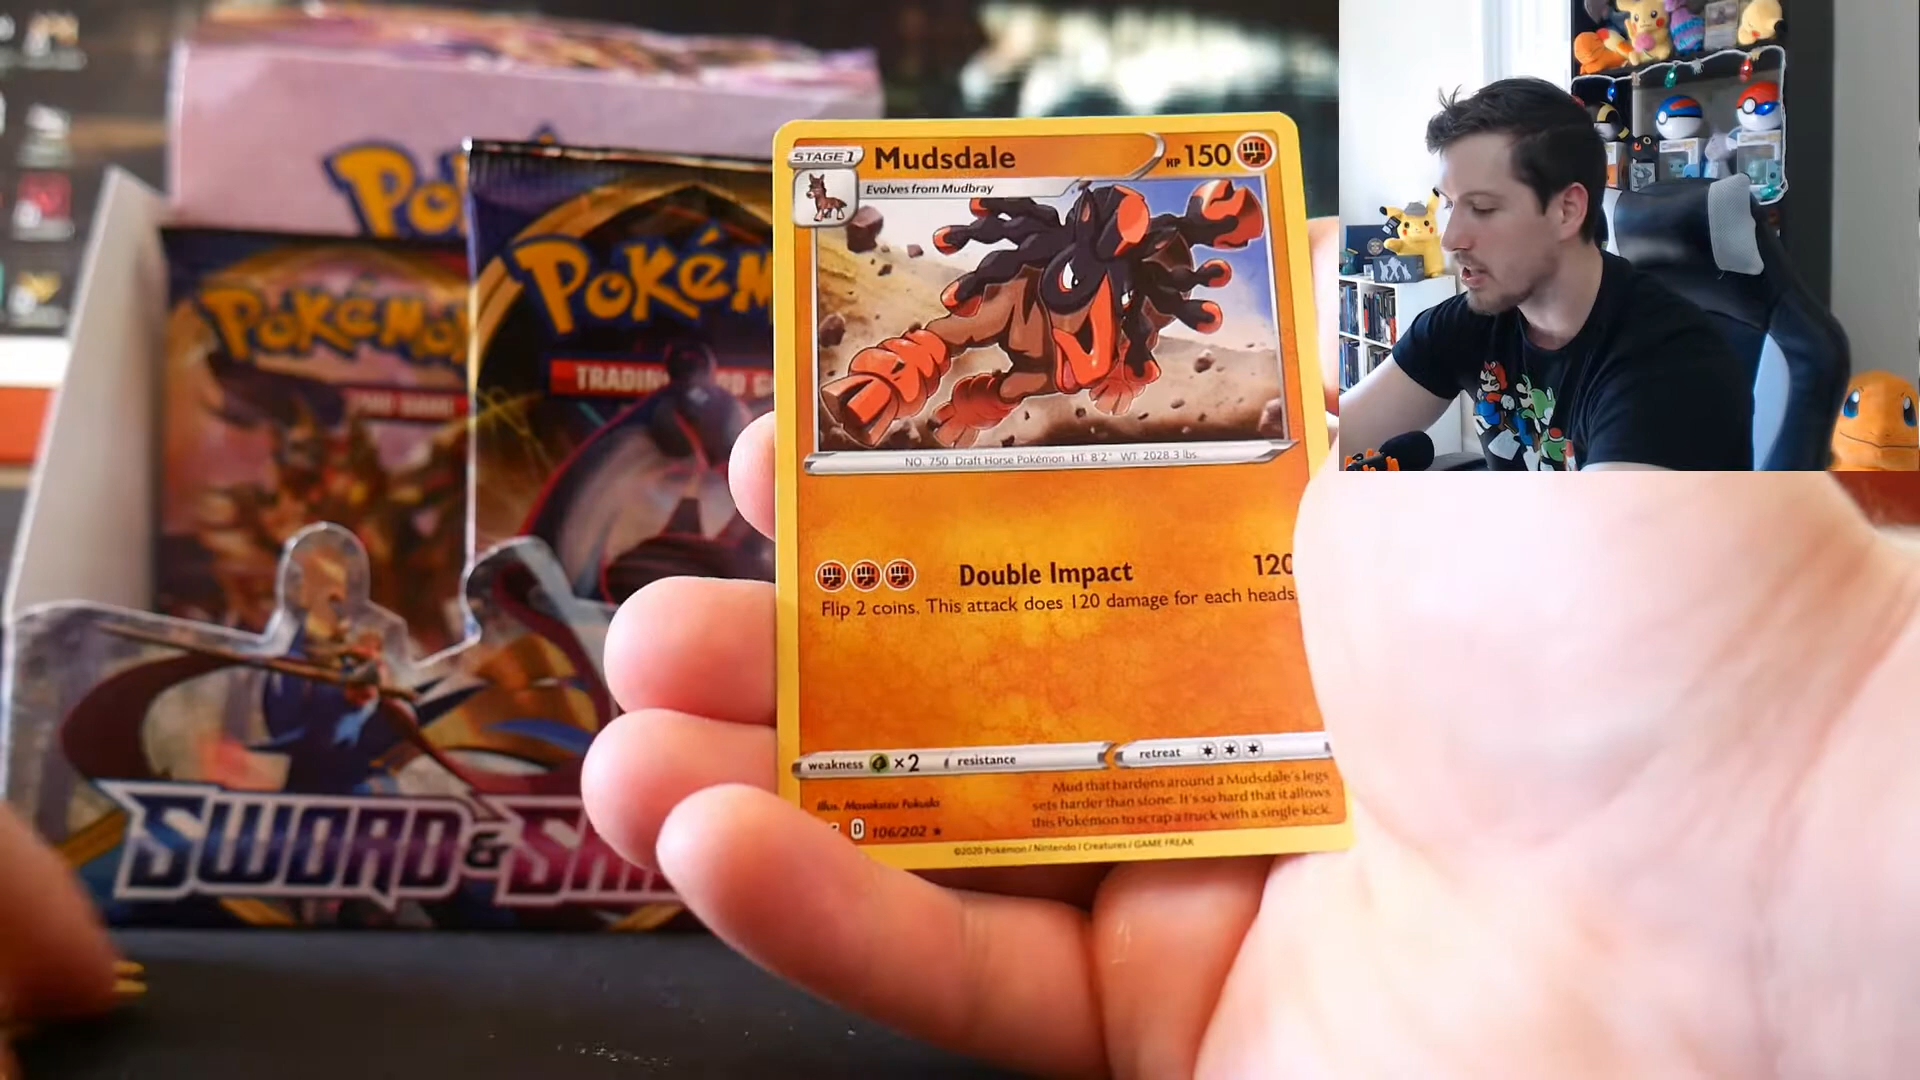 Poké
Pokémon
Pokém
STAGE 1
Mudsdale
HP 150
Evolves from Mudbray
NO. 750 Draft Horse Pokémon HT: 8'2" WT: 2028.3 lbs.
Double Impact 120
Flip 2 coins. This attack does 120 damage for each heads.
weakness ×2 resistance retreat
Mud that hardens around a Mudsdale's legs
sets harder than stone. It's so hard that it allows
this Pokémon to scrap a truck with a single kick.
Illus. Masakazu Fukuda
D 106/202 ★
©2020 Pokémon / Nintendo / Creatures / GAME FREAK
SWORD & SH